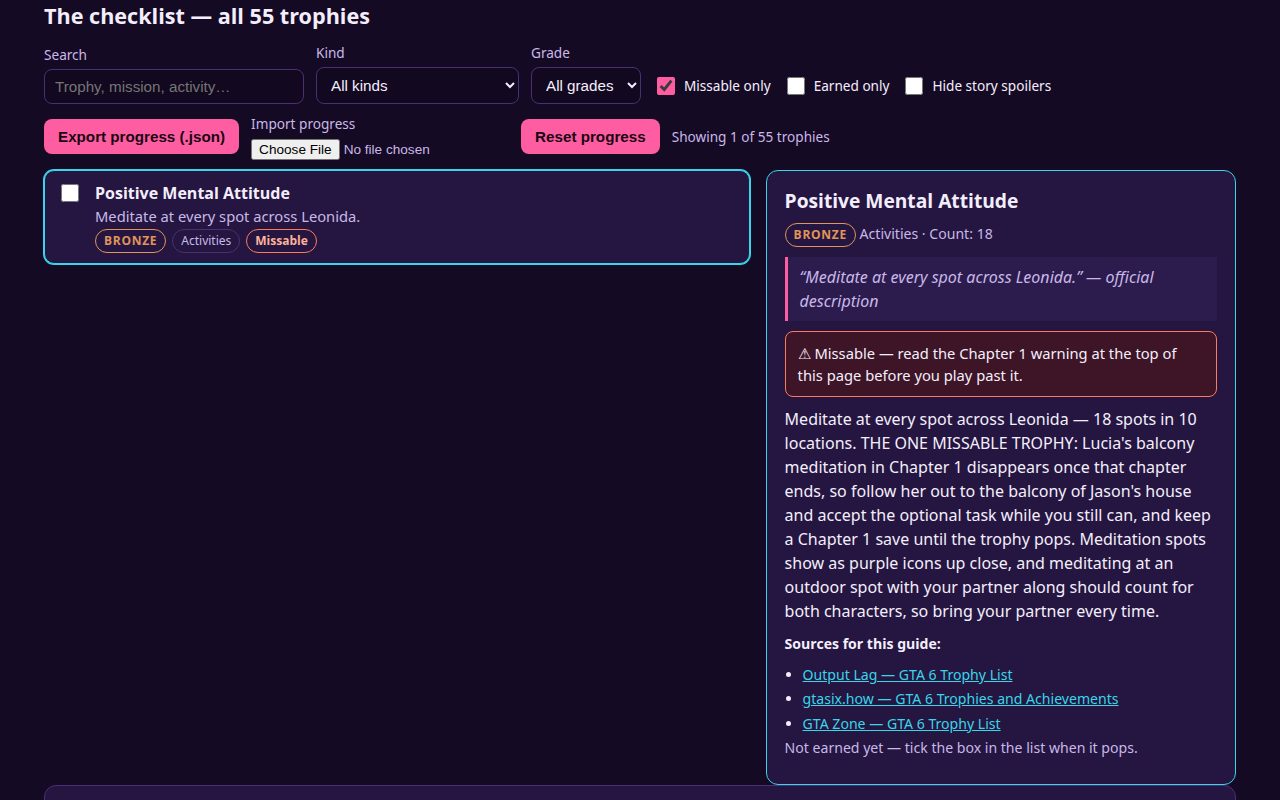 The checklist — all 55 trophies
Search
Kind
Grade
Trophy, mission, activity…
All kinds
All grades
Missable only
Earned only
Hide story spoilers
Export progress (.json)
Import progress
Choose File No file chosen
Reset progress
Showing 1 of 55 trophies
Positive Mental Attitude
Meditate at every spot across Leonida.
BRONZE
Activities
Missable
Positive Mental Attitude
BRONZE Activities · Count: 18
“Meditate at every spot across Leonida.” — official
description
⚠ Missable — read the Chapter 1 warning at the top of
this page before you play past it.
Meditate at every spot across Leonida — 18 spots in 10
locations. THE ONE MISSABLE TROPHY: Lucia's balcony
meditation in Chapter 1 disappears once that chapter
ends, so follow her out to the balcony of Jason's house
and accept the optional task while you still can, and keep
a Chapter 1 save until the trophy pops. Meditation spots
show as purple icons up close, and meditating at an
outdoor spot with your partner along should count for
both characters, so bring your partner every time.
Sources for this guide:
• Output Lag — GTA 6 Trophy List
• gtasix.how — GTA 6 Trophies and Achievements
• GTA Zone — GTA 6 Trophy List
Not earned yet — tick the box in the list when it pops.